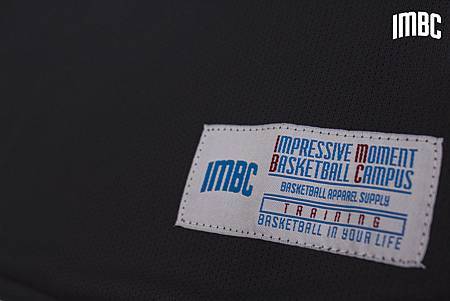 IMBC
IMBC
IMPRESSIVE MOMENT
BASKETBALL CAMPUS
BASKETBALL APPAREL SUPPLY
TRAINING
BASKETBALL IN YOUR LIFE